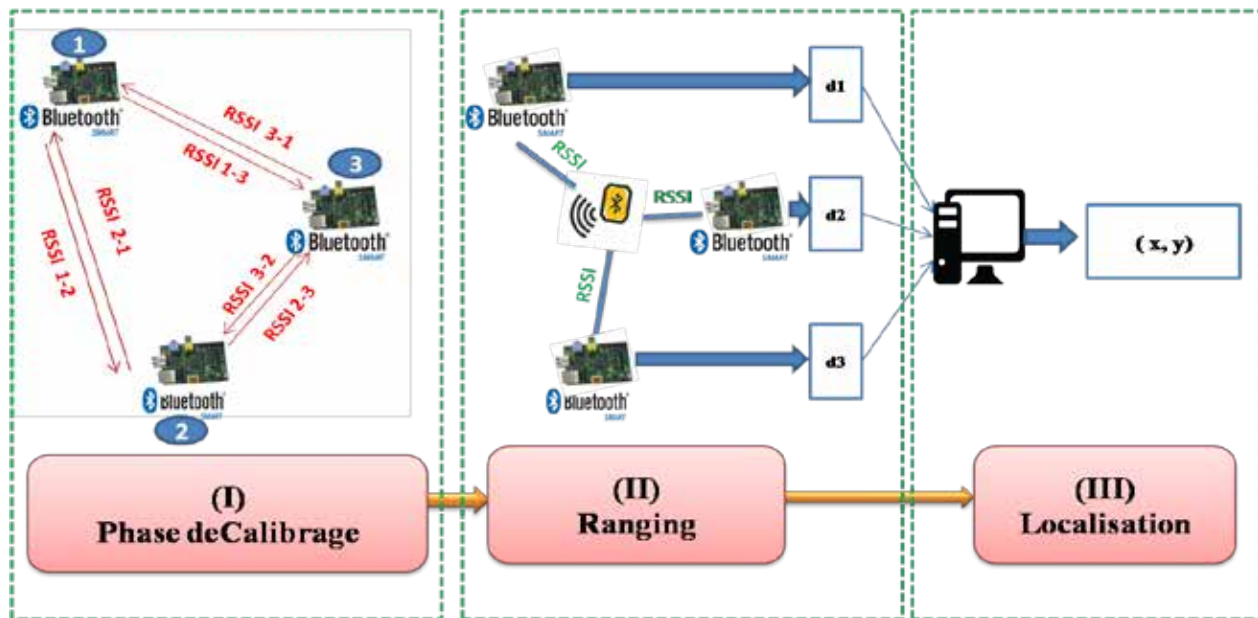 1
Bluetooth
SMART
RSSI 3-1
RSSI 1-3
3
Bluetooth
SMART
RSSI 2-1
RSSI 1-2
RSSI 3-2
RSSI 2-3
Bluetooth
SMART
2
(I)
Phase deCalibrage
Bluetooth
SMART
RSSI
RSSI
Bluetooth
SMART
RSSI
Bluetooth
SMART
d1
d2
d3
(II)
Ranging
( x, y)
(III)
Localisation